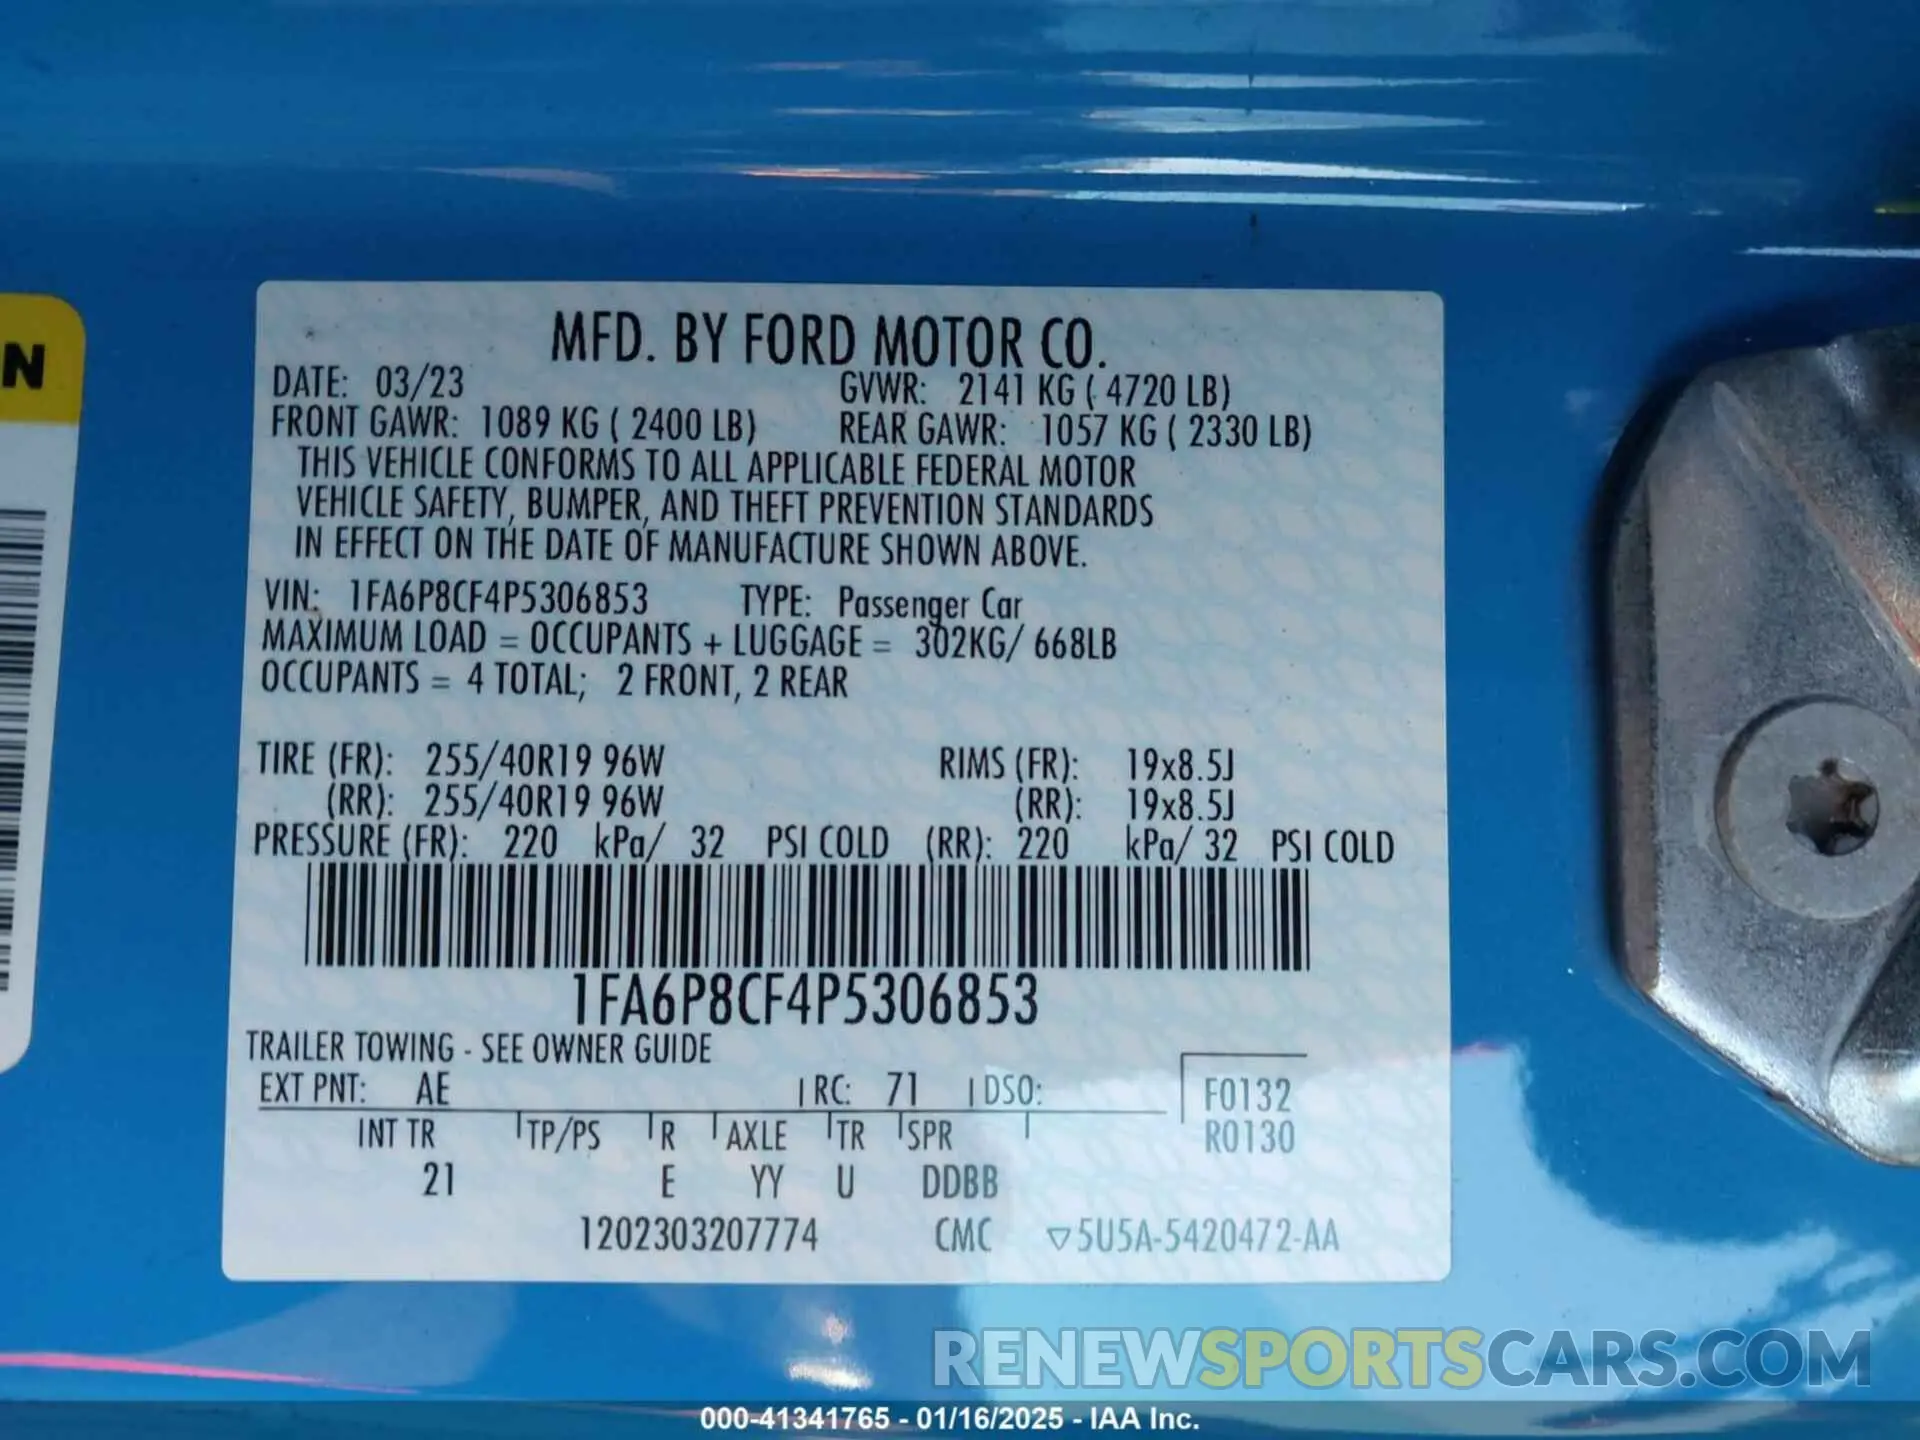 N
MFD. BY FORD MOTOR CO.
DATE: 03/23 GVWR: 2141 KG ( 4720 LB)
FRONT GAWR: 1089 KG ( 2400 LB) REAR GAWR: 1057 KG ( 2330 LB)
THIS VEHICLE CONFORMS TO ALL APPLICABLE FEDERAL MOTOR
VEHICLE SAFETY, BUMPER, AND THEFT PREVENTION STANDARDS
IN EFFECT ON THE DATE OF MANUFACTURE SHOWN ABOVE.
VIN: 1FA6P8CF4P5306853 TYPE: Passenger Car
MAXIMUM LOAD = OCCUPANTS + LUGGAGE = 302KG/ 668LB
OCCUPANTS = 4 TOTAL; 2 FRONT, 2 REAR
TIRE (FR): 255/40R19 96W RIMS (FR): 19x8.5J
(RR): 255/40R19 96W (RR): 19x8.5J
PRESSURE (FR): 220 kPa/ 32 PSI COLD (RR): 220 kPa/ 32 PSI COLD
1FA6P8CF4P5306853
TRAILER TOWING - SEE OWNER GUIDE
EXT PNT: AE RC: 71 DSO: F0132
INT TR TP/PS R AXLE TR SPR R0130
21 E YY U DDBB
1202303207774 CMC ▽5U5A-5420472-AA
RENEWSPORTSCARS.COM
000-41341765 - 01/16/2025 - IAA Inc.